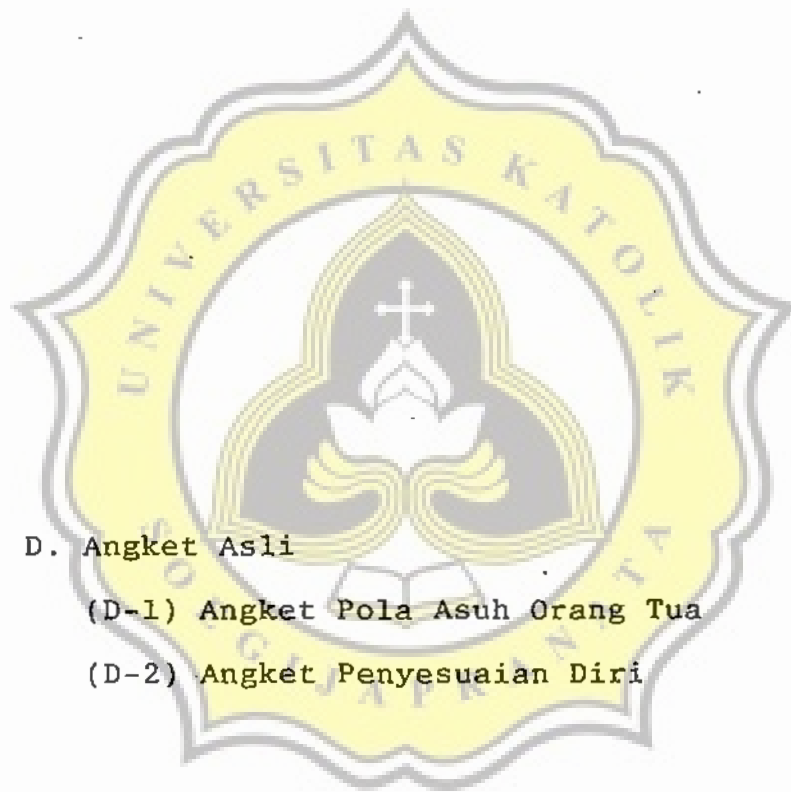 UNIVERSITAS KATOLIK
SOEGIJAPRANATA
D. Angket Asli
(D-1) Angket Pola Asuh Orang Tua
(D-2) Angket Penyesuaian Diri